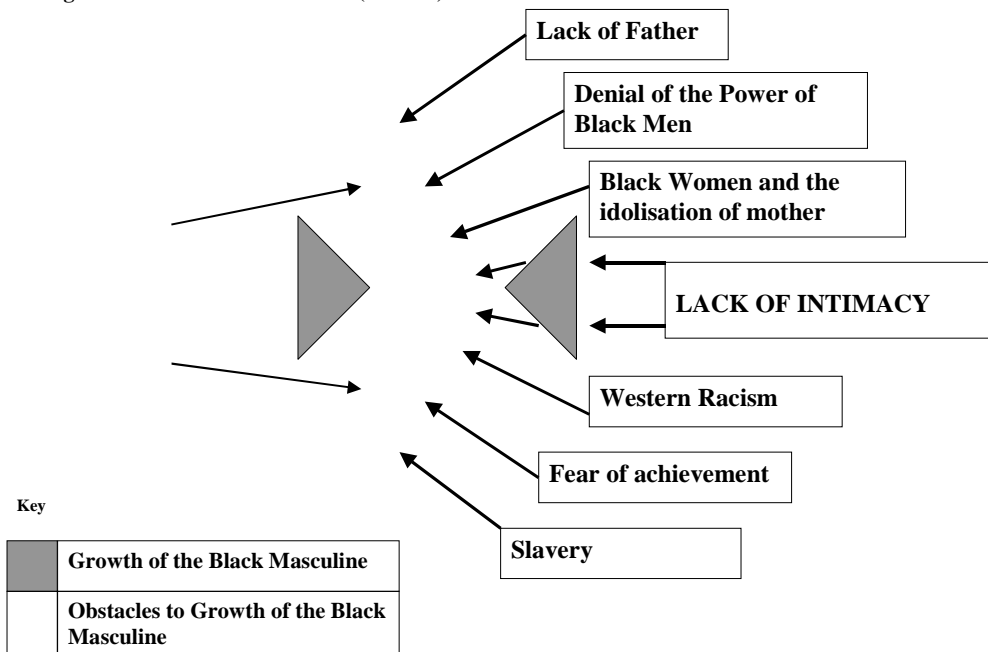 Lack of Father
Denial of the Power of
Black Men
Black Women and the
idolisation of mother
LACK OF INTIMACY
Western Racism
Fear of achievement
Slavery
Key
Growth of the Black Masculine
Obstacles to Growth of the Black
Masculine